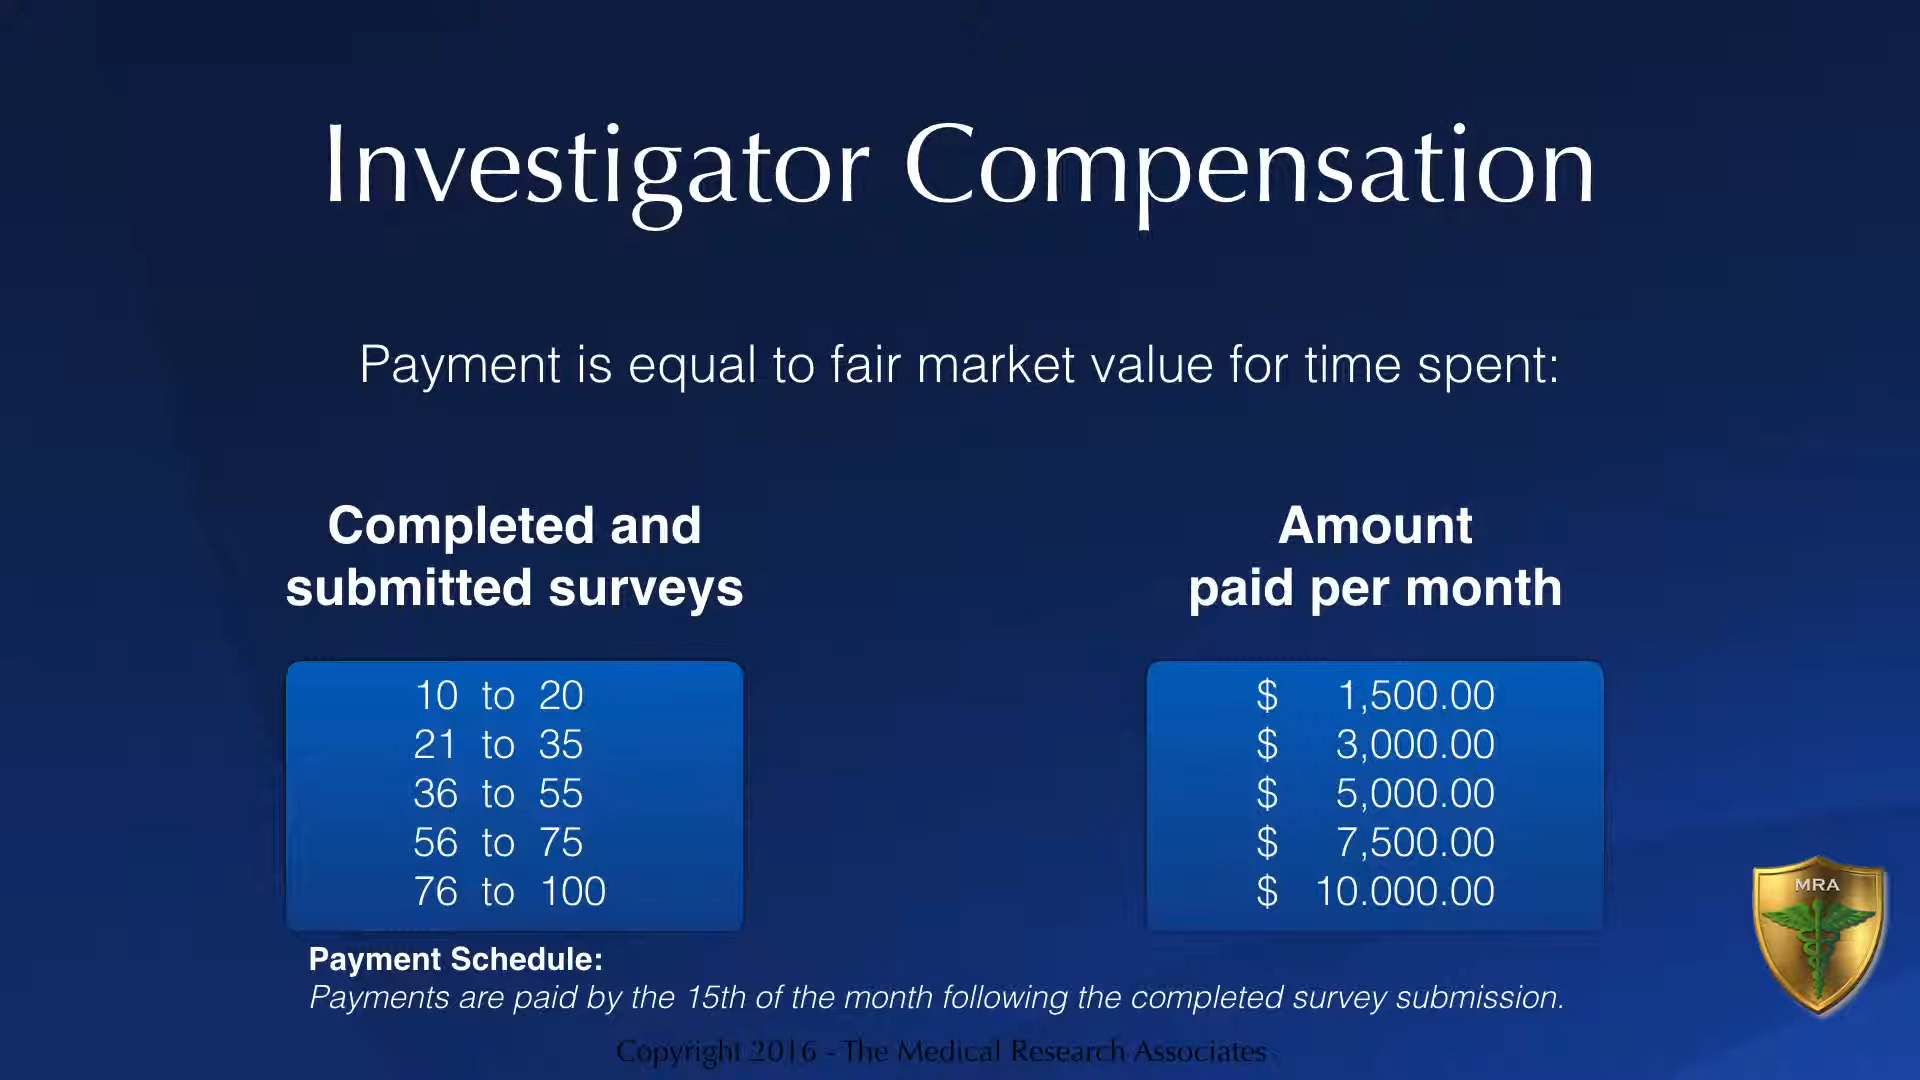 Investigator Compensation
Payment is equal to fair market value for time spent:
Completed and
submitted surveys
10 to 20
21 to 35
36 to 55
56 to 75
76 to 100
Amount
paid per month
$ 1,500.00
$ 3,000.00
$ 5,000.00
$ 7,500.00
$ 10.000.00
MRA
Payment Schedule:
Payments are paid by the 15th of the month following the completed survey submission.
Copyright 2016 - The Medical Research Associates